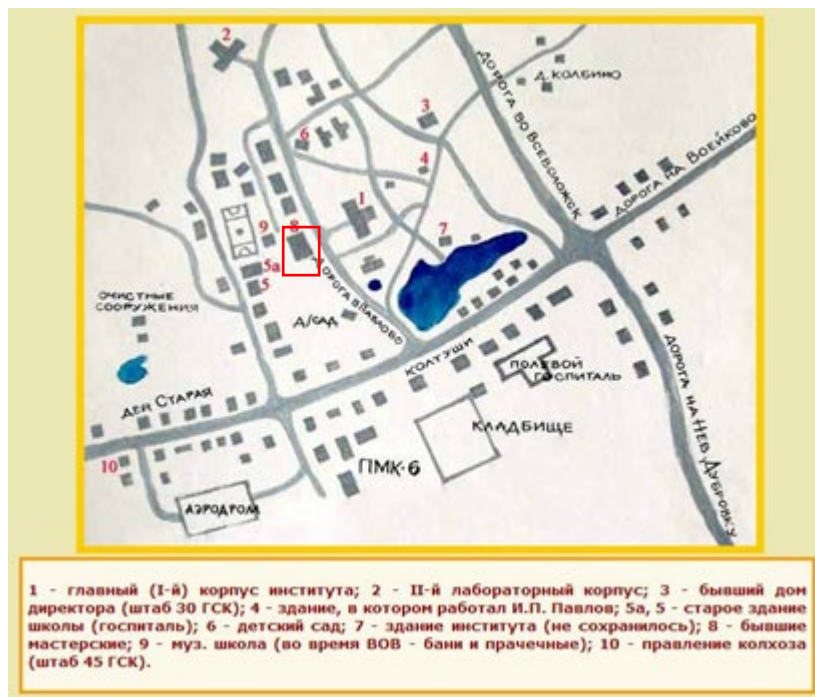 2
Д. КОЛБИНО
ДОРОГА ВО ВСЕВОЛОЖСК
3
ДОРОГА НА ВОЕЙКОВО
6
4
1
9
8
7
5а
5
ДОРОГА В ПАВЛОВО
ОЧИСТНЫЕ
СООРУЖЕНИЯ
Д/САД
КОЛТУШИ
ПОЛЕВОЙ
ГОСПИТАЛЬ
ДЕР. СТАРАЯ
КЛАДБИЩЕ
ДОРОГА НА НЕВ. ДУБРОВКУ
10
ПМК-6
АЭРОДРОМ
1 - главный (I-й) корпус института; 2 - II-й лабораторный корпус; 3 - бывший дом
директора (штаб 30 ГСК); 4 - здание, в котором работал И.П. Павлов; 5а, 5 - старое здание
школы (госпиталь); 6 - детский сад; 7 - здание института (не сохранилось); 8 - бывшие
мастерские; 9 - муз. школа (во время ВОВ - бани и прачечные); 10 - правление колхоза
(штаб 45 ГСК).